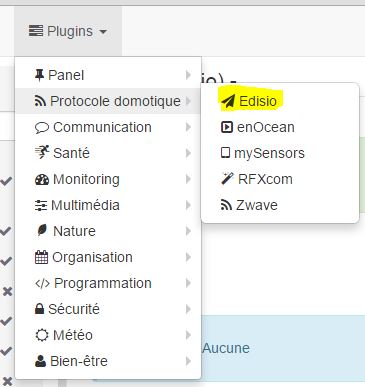 Plugins
io) -
Panel
Protocole domotique
Communication
Santé
Monitoring
Multimédia
Nature
Organisation
Programmation
Sécurité
Météo
Bien-être
Edisio
enOcean
mySensors
RFXcom
Zwave
Aucune